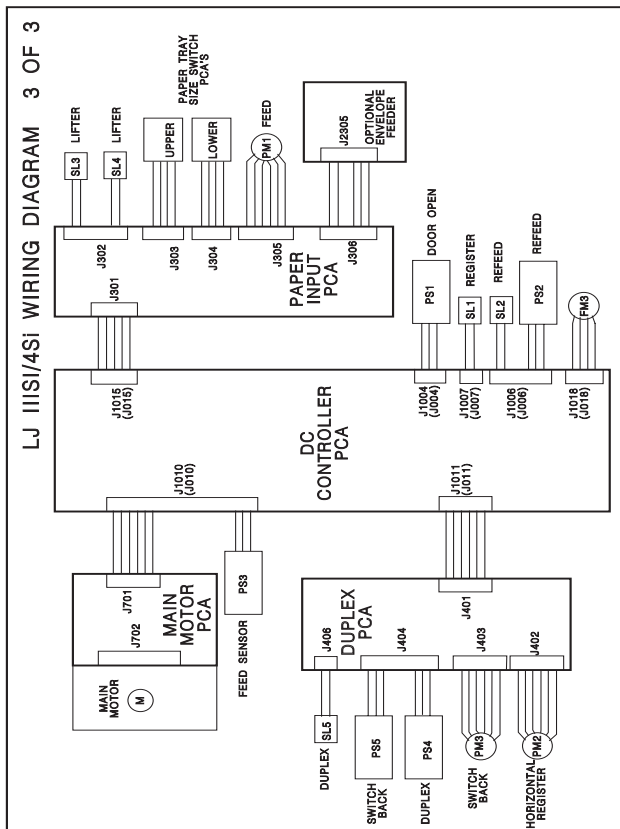 LJ IIISI/4Si WIRING DIAGRAM 3 OF 3
SL3
LIFTER
SL4
LIFTER
UPPER
LOWER
PAPER TRAY
SIZE SWITCH
PCA'S
PM1
FEED
J2305
OPTIONAL
ENVELOPE
FEEDER
J302
J303
J304
J305
J306
J301
PAPER
INPUT
PCA
DOOR OPEN
PS1
REGISTER
SL1
REFEED
SL2
REFEED
PS2
FM3
J1015
(J015)
J1004
(J004)
J1007
(J007)
J1006
(J006)
J1018
(J018)
DC
CONTROLLER
PCA
J1010
(J010)
J1011
(J011)
J701
J702
MAIN
MOTOR
PCA
MAIN
MOTOR
M
PS3
FEED SENSOR
J401
DUPLEX
PCA
J406
J404
J403
J402
DUPLEX
SL5
SWITCH
BACK
PS5
DUPLEX
PS4
SWITCH
BACK
PM3
HORIZONTAL
REGISTER
PM2